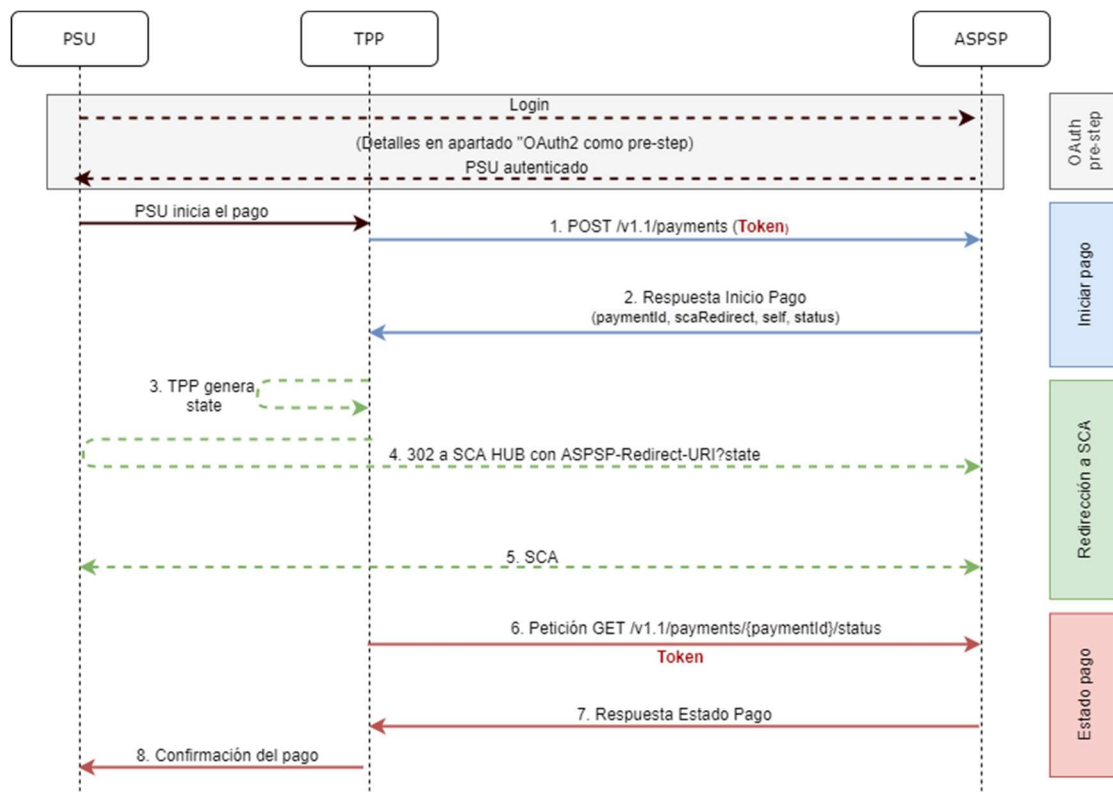 PSU
TPP
ASPSP
Login
(Detalles en apartado "OAuth2 como pre-step)
PSU autenticado
OAuth
pre-step
PSU inicia el pago
1. POST /v1.1/payments (Token)
2. Respuesta Inicio Pago
(paymentId, scaRedirect, self, status)
Iniciar pago
3. TPP genera
state
4. 302 a SCA HUB con ASPSP-Redirect-URI?state
5. SCA
Redirección a SCA
6. Petición GET /v1.1/payments/{paymentId}/status
Token
7. Respuesta Estado Pago
8. Confirmación del pago
Estado pago